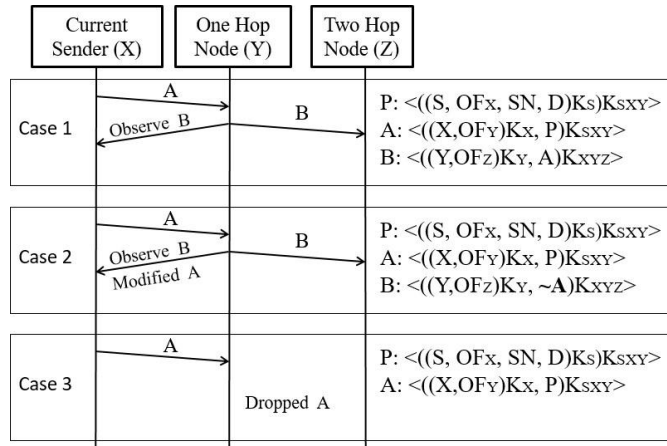 Current
Sender (X)
One Hop
Node (Y)
Two Hop
Node (Z)
Case 1
A
Observe B
B
P: <((S, OFX, SN, D)KS)KSXY>
A: <((X,OFY)KX, P)KSXY>
B: <((Y,OFZ)KY, A)KXYZ>
Case 2
A
Observe B
Modified A
B
P: <((S, OFX, SN, D)KS)KSXY>
A: <((X,OFY)KX, P)KSXY>
B: <((Y,OFZ)KY, ~A)KXYZ>
Case 3
A
Dropped A
P: <((S, OFX, SN, D)KS)KSXY>
A: <((X,OFY)KX, P)KSXY>